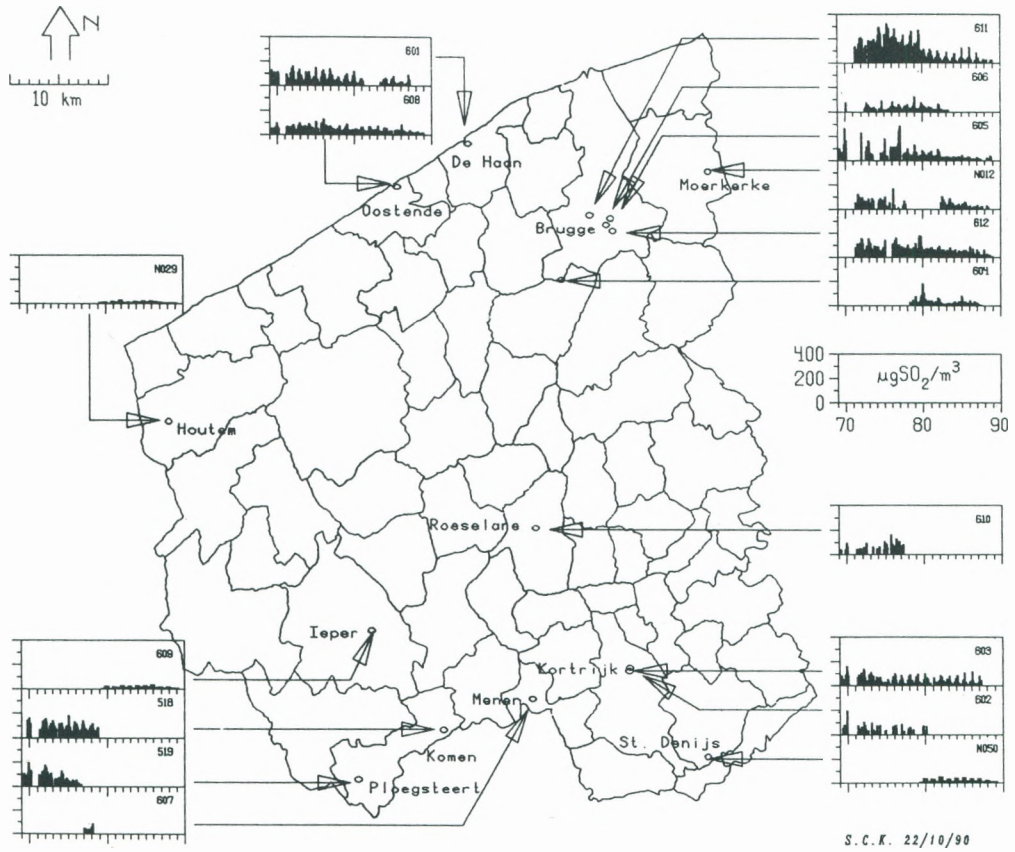 N
10 km
601
608
De Haan
Oostende
Moerkerke
Brugge
611
606
605
N012
612
604
N029
Houtem
400
200
0
µgSO2/m³
70 80 90
Roeselare
610
Ieper
Kortrijk
Menen
St. Denijs
Komen
Ploegsteert
609
518
519
607
603
602
N050
S.C.K. 22/10/90